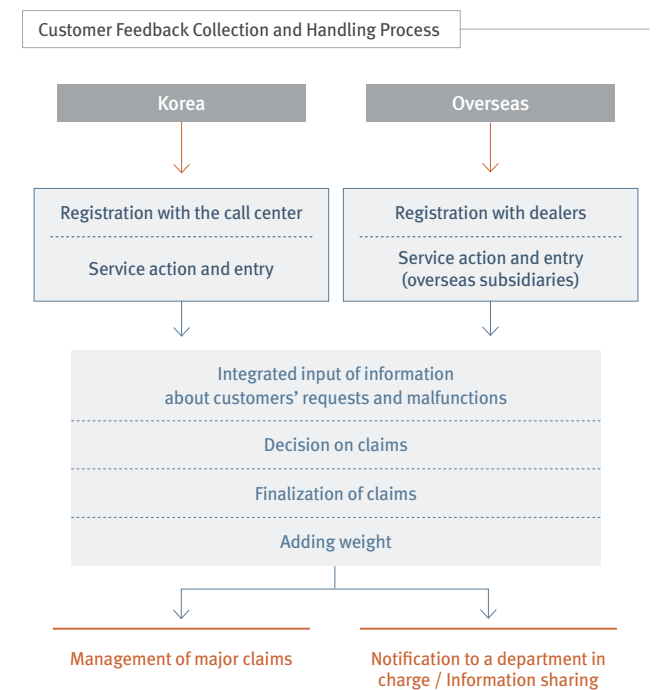 Customer Feedback Collection and Handling Process
Korea
Overseas
Registration with the call center
Service action and entry
Registration with dealers
Service action and entry
(overseas subsidiaries)
Integrated input of information
about customers’ requests and malfunctions
Decision on claims
Finalization of claims
Adding weight
Management of major claims
Notification to a department in
charge / Information sharing